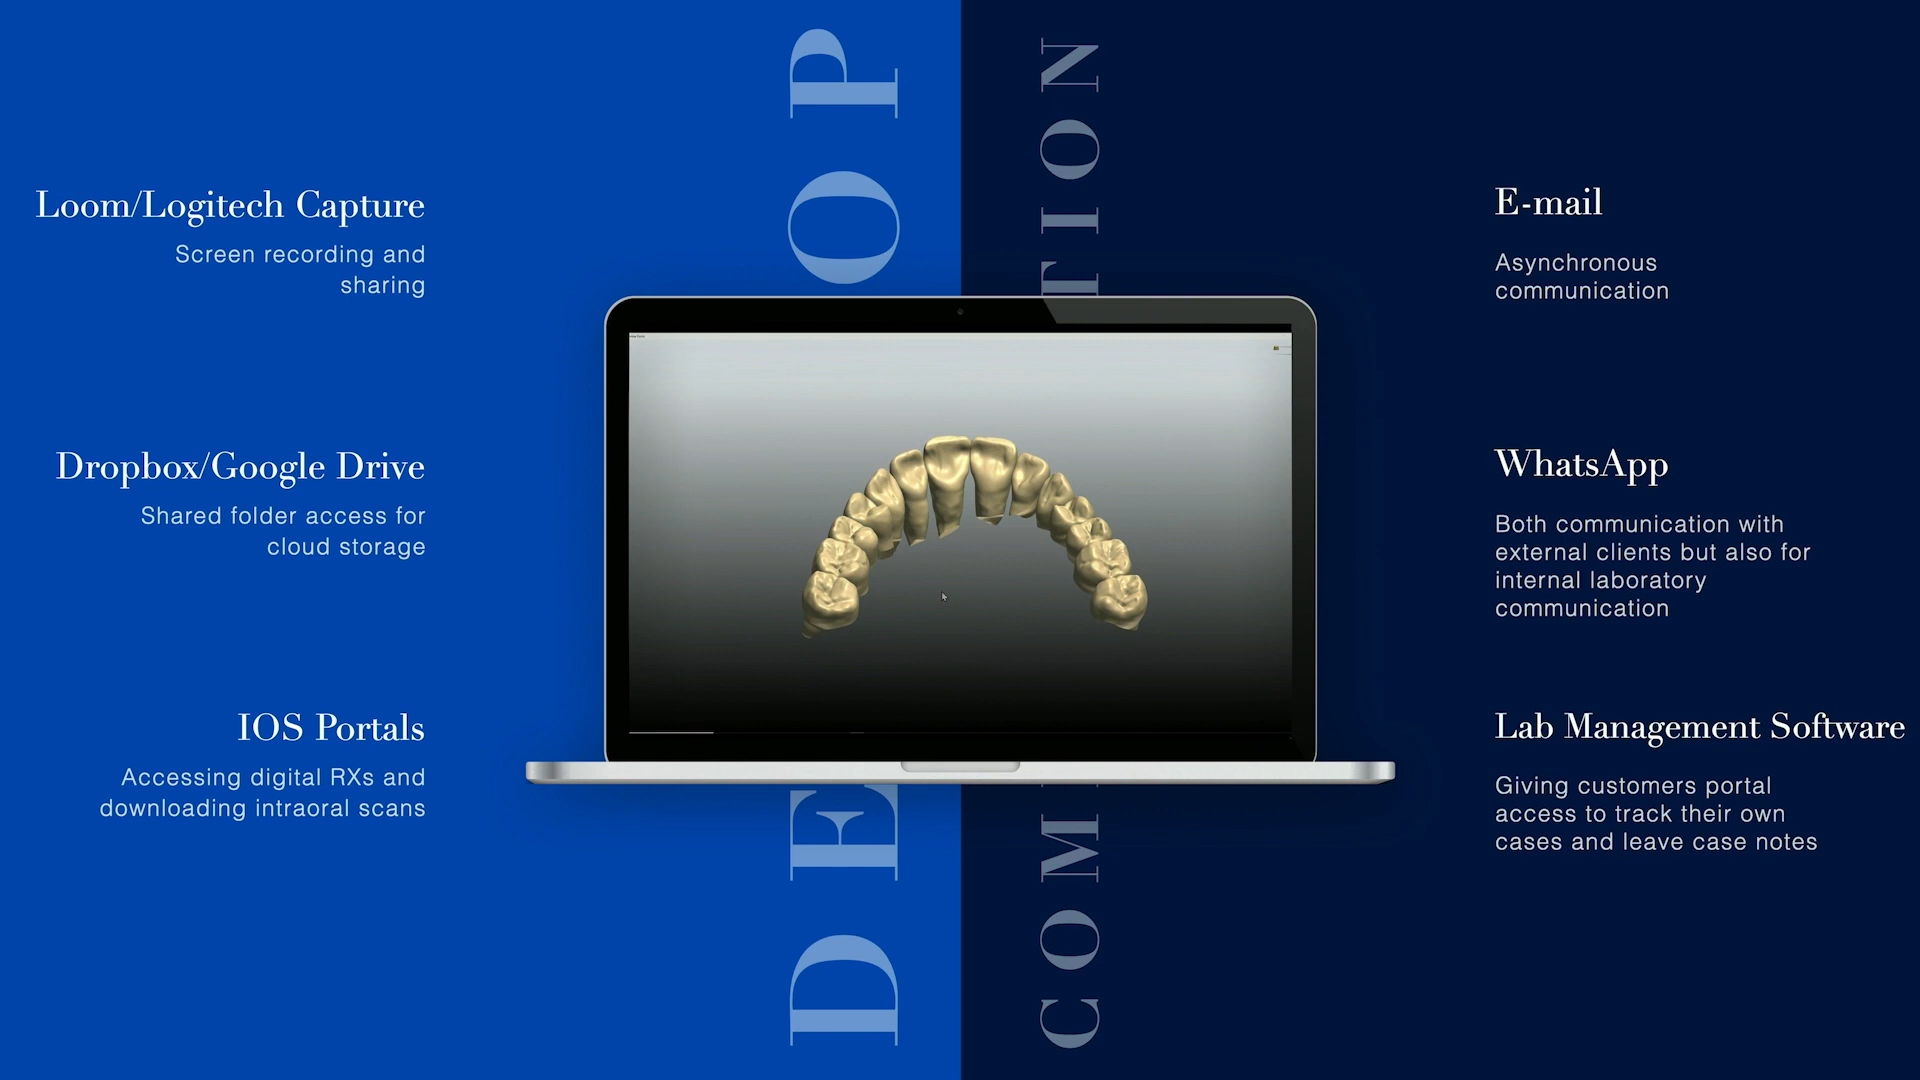 Loom/Logitech Capture
Screen recording and
sharing
Dropbox/Google Drive
Shared folder access for
cloud storage
IOS Portals
Accessing digital RXs and
downloading intraoral scans
E-mail
Asynchronous
communication
WhatsApp
Both communication with
external clients but also for
internal laboratory
communication
Lab Management Software
Giving customers portal
access to track their own
cases and leave case notes